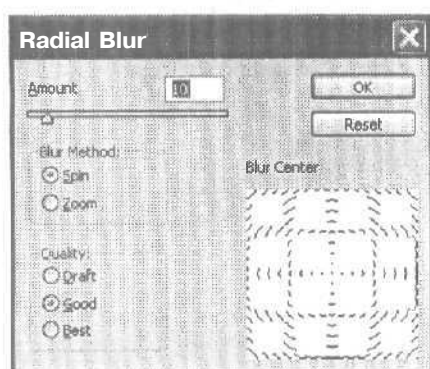 Radial Blur
Amount 10
OK
Reset
Blur Method:
Spin
Zoom
Blur Center
Quality:
Draft
Good
Best